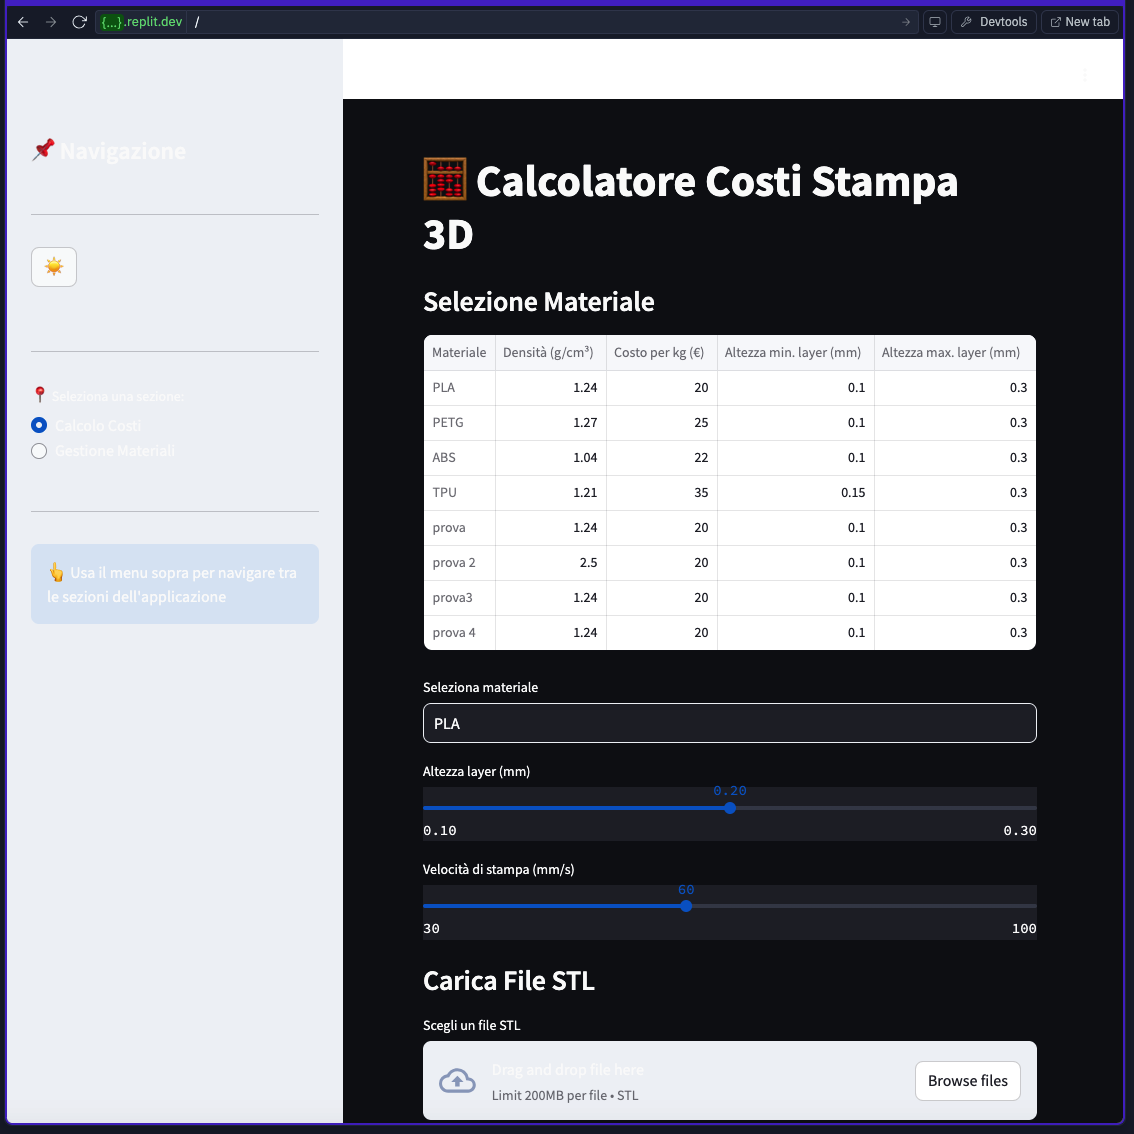 {...}.replit.dev /
Devtools
New tab
Navigazione
Seleziona una sezione:
Calcolo Costi
Gestione Materiali
Usa il menu sopra per navigare tra
le sezioni dell'applicazione
Calcolatore Costi Stampa
3D
Selezione Materiale
Materiale Densità (g/cm³) Costo per kg (€) Altezza min. layer (mm) Altezza max. layer (mm)
PLA 1.24 20 0.1 0.3
PETG 1.27 25 0.1 0.3
ABS 1.04 22 0.1 0.3
TPU 1.21 35 0.15 0.3
prova 1.24 20 0.1 0.3
prova 2 2.5 20 0.1 0.3
prova3 1.24 20 0.1 0.3
prova 4 1.24 20 0.1 0.3
Seleziona materiale
PLA
Altezza layer (mm)
0.20
0.10 0.30
Velocità di stampa (mm/s)
60
30 100
Carica File STL
Scegli un file STL
Drag and drop file here
Limit 200MB per file • STL
Browse files